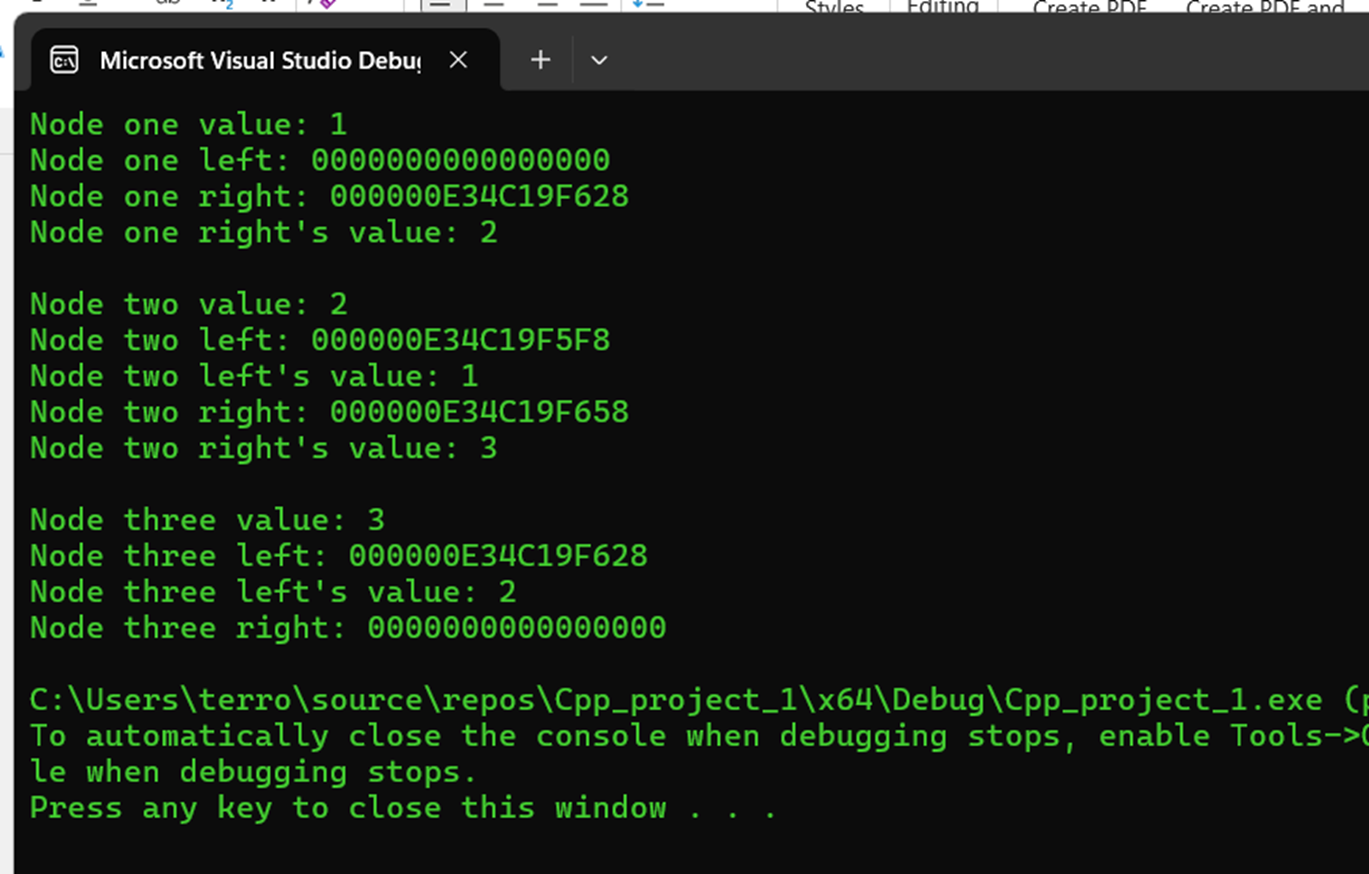 Styles Editing Create PDF Create PDF and
Microsoft Visual Studio Debug
Node one value: 1
Node one left: 0000000000000000
Node one right: 000000E34C19F628
Node one right's value: 2
Node two value: 2
Node two left: 000000E34C19F5F8
Node two left's value: 1
Node two right: 000000E34C19F658
Node two right's value: 3
Node three value: 3
Node three left: 000000E34C19F628
Node three left's value: 2
Node three right: 0000000000000000
C:\Users\terro\source\repos\Cpp_project_1\x64\Debug\Cpp_project_1.exe (p
To automatically close the console when debugging stops, enable Tools->
le when debugging stops.
Press any key to close this window . . .